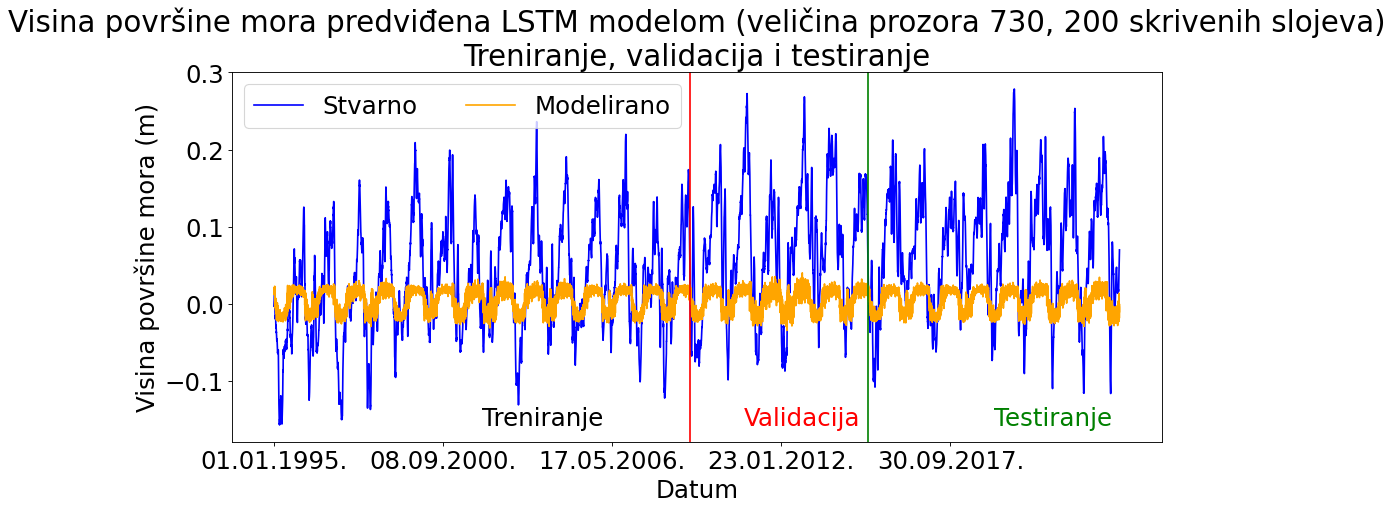 Visina površine mora predviđena LSTM modelom (veličina prozora 730, 200 skrivenih slojeva)
Treniranje, validacija i testiranje
Visina površine mora (m)
0.3
0.2
0.1
0.0
−0.1
Stvarno
Modelirano
Treniranje
Validacija
Testiranje
01.01.1995.
08.09.2000.
17.05.2006.
23.01.2012.
30.09.2017.
Datum